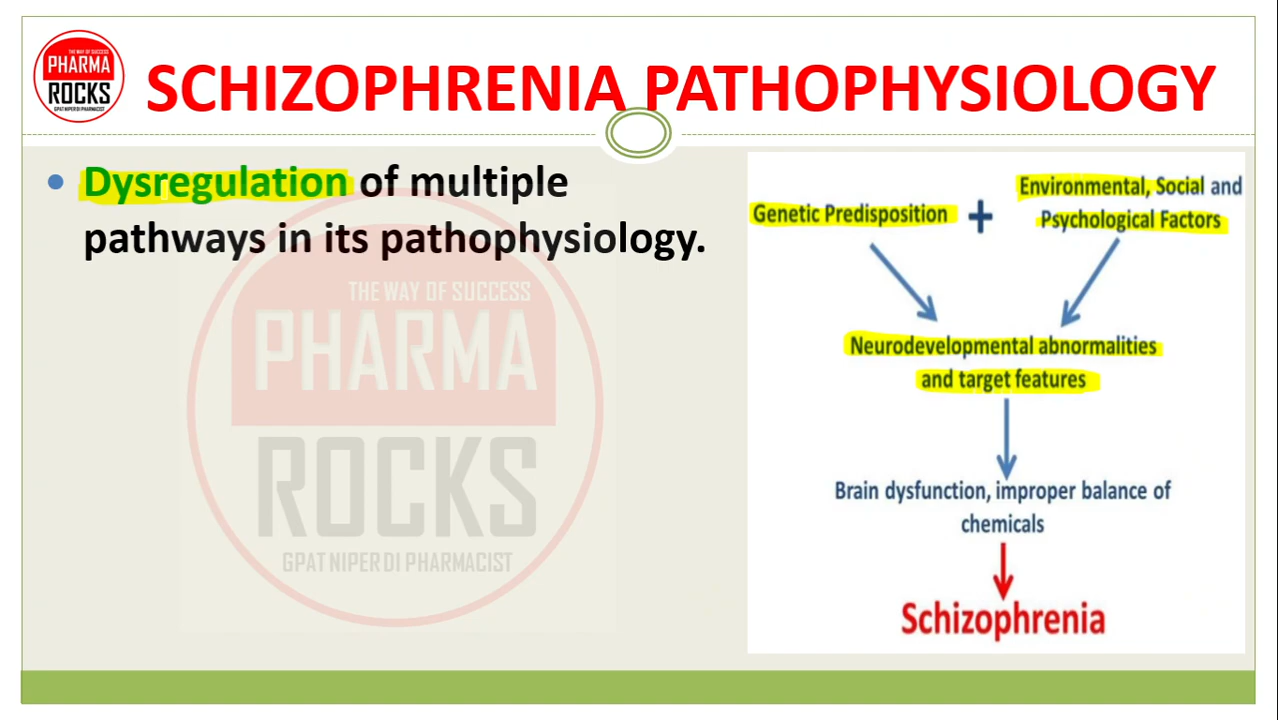 THE WAY OF SUCCESS
PHARMA
ROCKS
GPAT NIPER DI PHARMACIST
SCHIZOPHRENIA PATHOPHYSIOLOGY
• Dysregulation of multiple
pathways in its pathophysiology.
THE WAY OF SUCCESS
PHARMA
ROCKS
GPAT NIPER DI PHARMACIST
Genetic Predisposition +
Environmental, Social and
Psychological Factors
Neurodevelopmental abnormalities
and target features
Brain dysfunction, improper balance of
chemicals
Schizophrenia